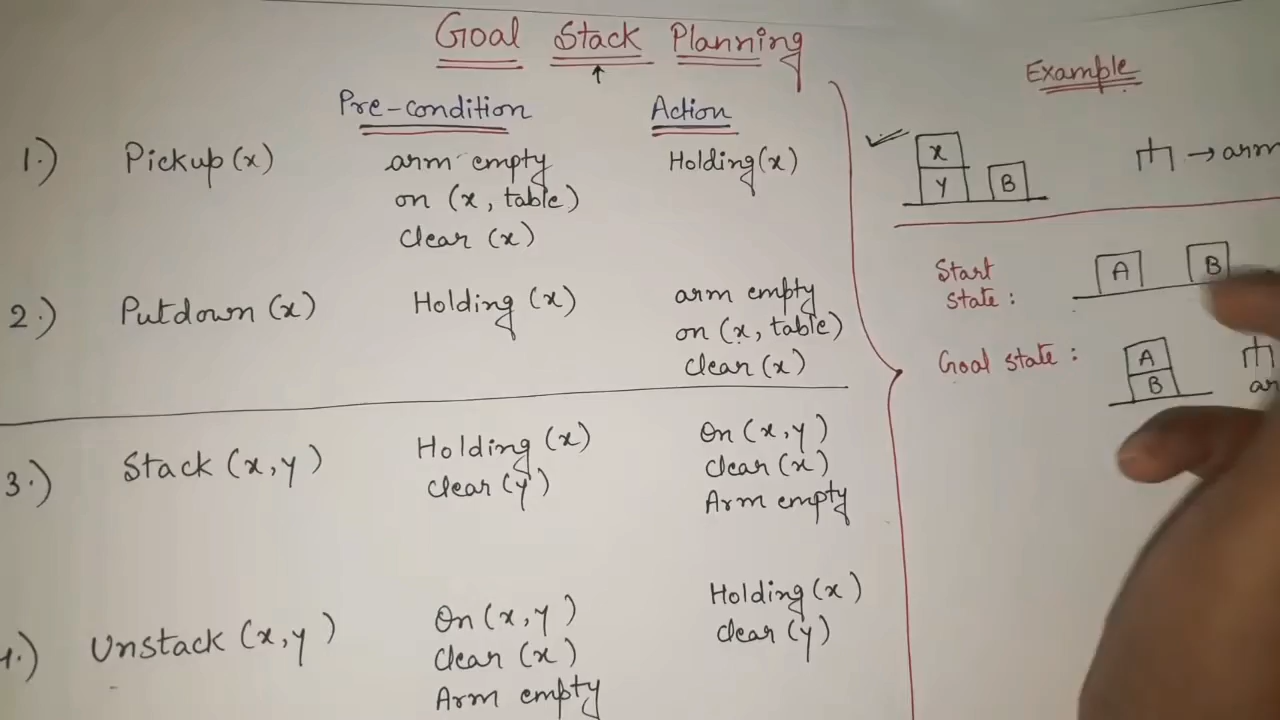 Goal Stack Planning
Pre-condition Action
1.) Pickup (x) arm empty Holding (x)
on (x, table)
clear (x)
2.) Putdown (x) Holding (x) arm empty
on (x, table)
clear (x)
3.) Stack (x, y) Holding (x) On (x, y)
clear (y) clear (x)
Arm empty
Unstack (x, y) On (x, y) Holding (x)
clear (x) clear (y)
Arm empty
Example
x
y B → arm
Start A B
state :
Goal state : A
B